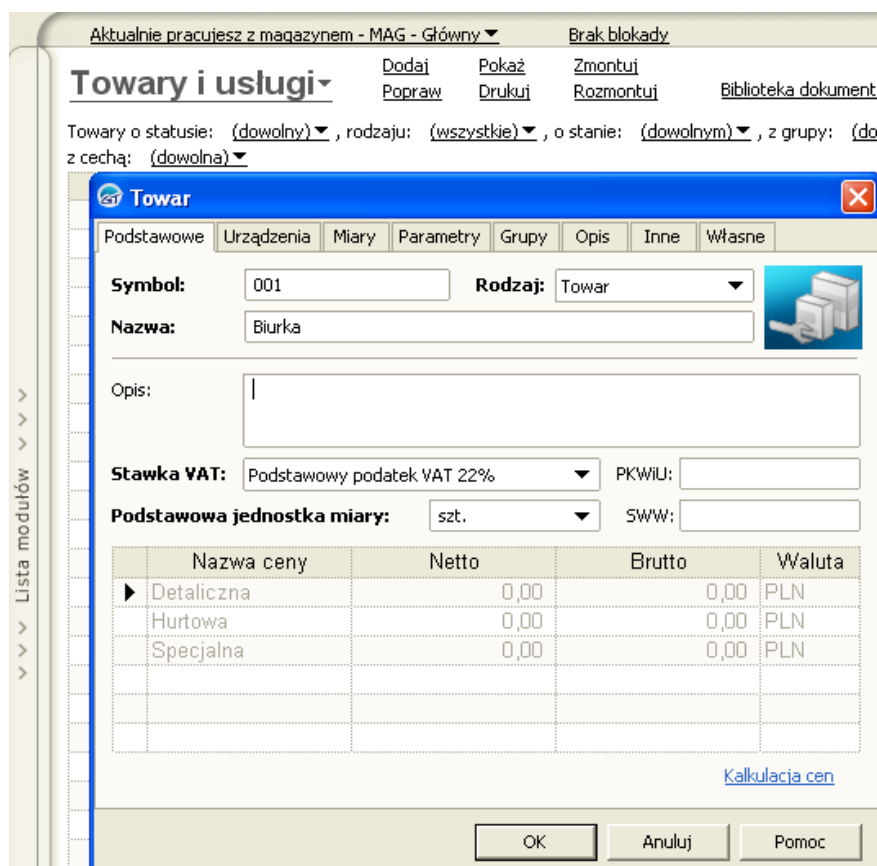 Aktualnie pracujesz z magazynem - MAG - Główny Brak blokady
Towary i usługi
Dodaj Pokaż Zmontuj
Popraw Drukuj Rozmontuj Biblioteka dokument
Towary o statusie: (dowolny) , rodzaju: (wszystkie) , o stanie: (dowolnym) , z grupy: (do
z cechą: (dowolna)
Towar
Podstawowe Urządzenia Miary Parametry Grupy Opis Inne Własne
Symbol: 001 Rodzaj: Towar
Nazwa: Biurka
Opis:
Stawka VAT: Podstawowy podatek VAT 22% PKWiU:
Podstawowa jednostka miary: szt. SWW:
Nazwa ceny Netto Brutto Waluta
Detaliczna 0,00 0,00 PLN
Hurtowa 0,00 0,00 PLN
Specjalna 0,00 0,00 PLN
Kalkulacja cen
OK Anuluj Pomoc
Lista modułów